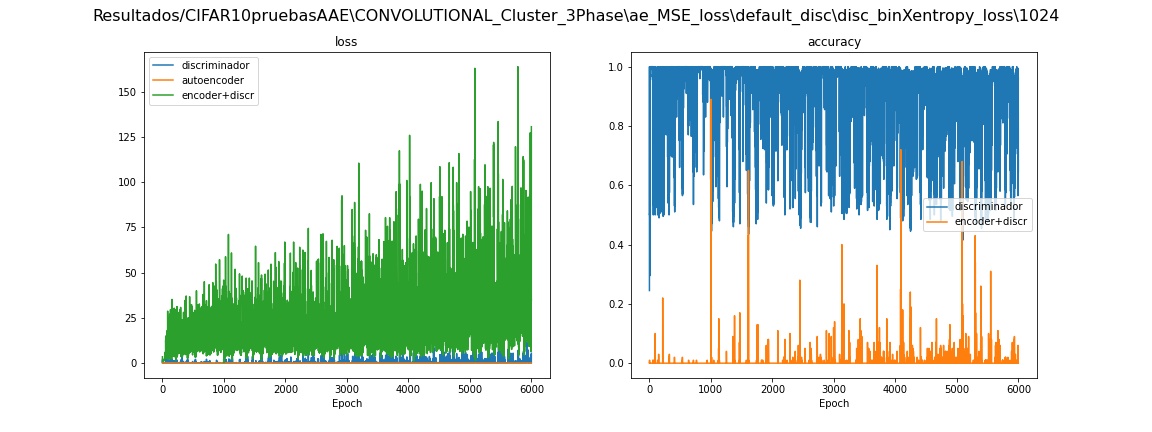 Resultados/CIFAR10pruebasAAE\CONVOLUTIONAL_Cluster_3Phase\ae_MSE_loss\default_disc\disc_binXentropy_loss\1024
loss
discriminador
autoencoder
encoder+discr
150
125
100
75
50
25
0
0 1000 2000 3000 4000 5000 6000
Epoch
accuracy
1.0
0.8
0.6
0.4
0.2
0.0
discriminador
encoder+discr
0 1000 2000 3000 4000 5000 6000
Epoch